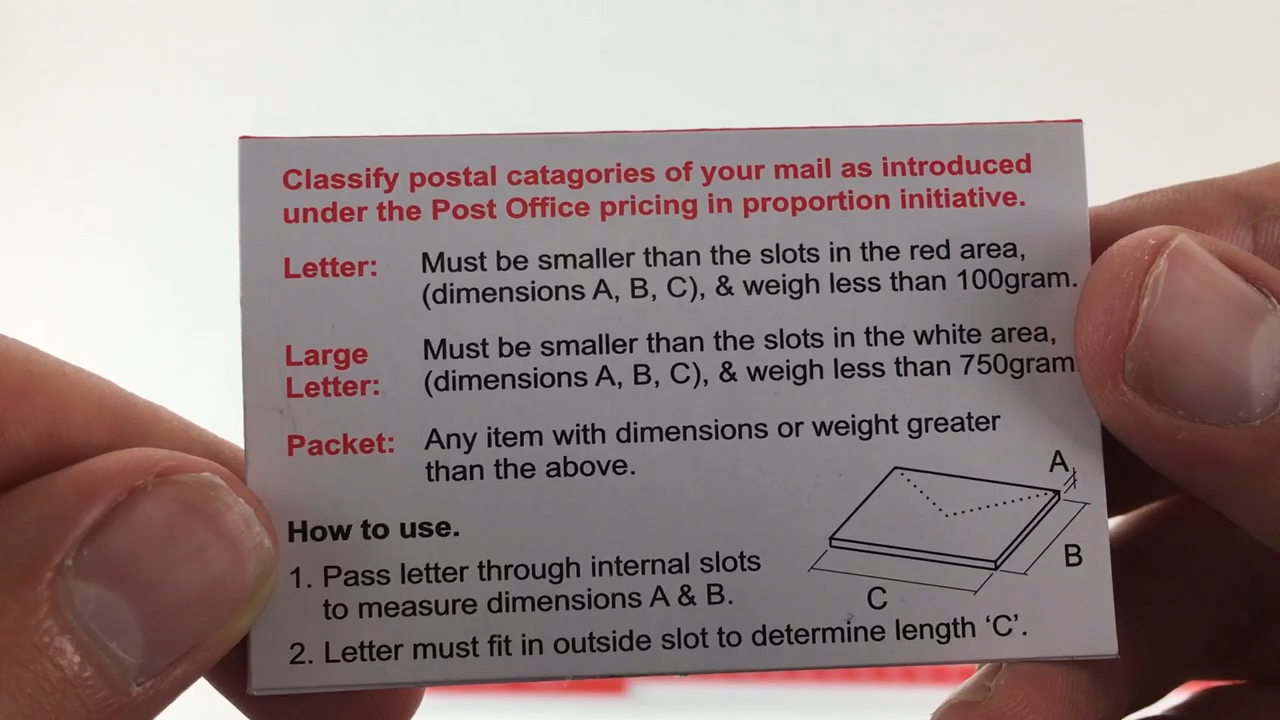 Classify postal catagories of your mail as introduced
under the Post Office pricing in proportion initiative.
Letter: Must be smaller than the slots in the red area,
(dimensions A, B, C), & weigh less than 100gram.
Large Must be smaller than the slots in the white area,
Letter: (dimensions A, B, C), & weigh less than 750gram
Packet: Any item with dimensions or weight greater
than the above.
How to use.
1. Pass letter through internal slots
to measure dimensions A & B.
2. Letter must fit in outside slot to determine length ‘C’.
A
B
C